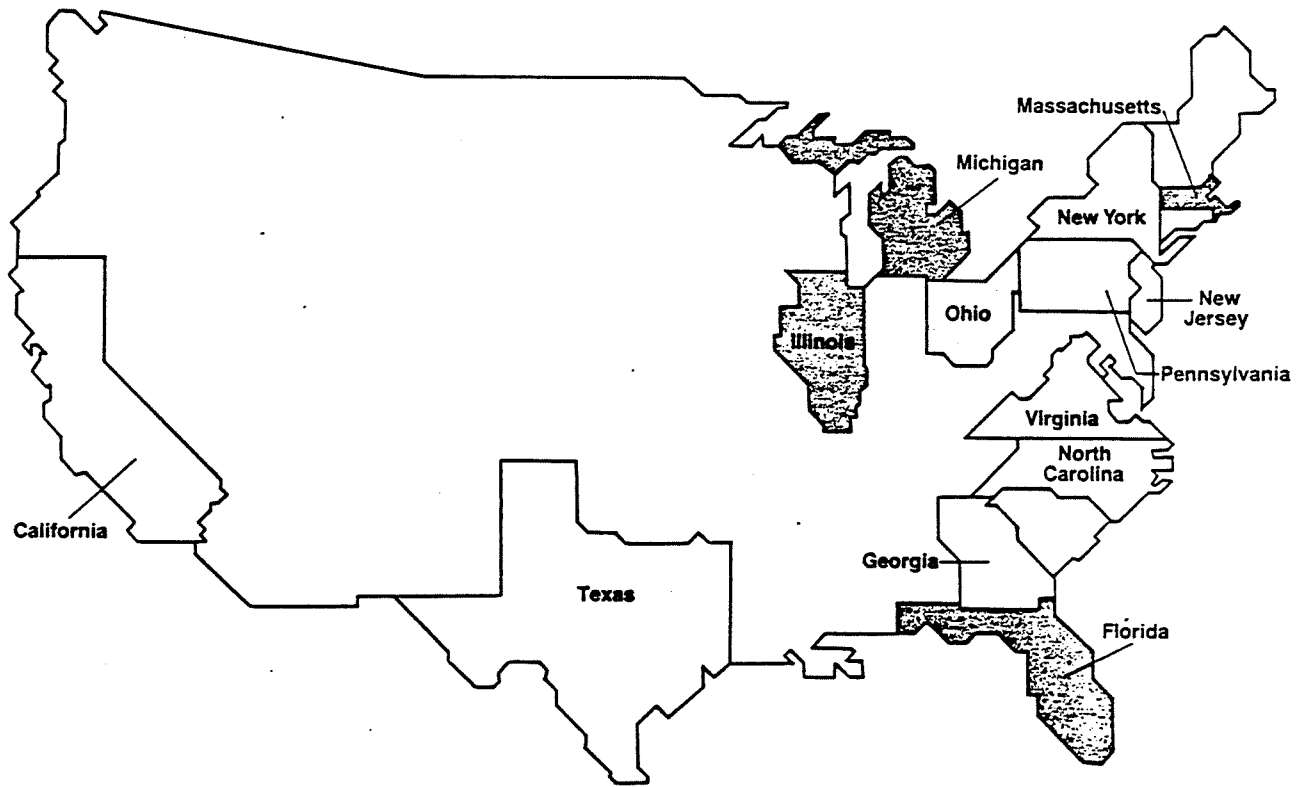 Massachusetts
Michigan
New York
New
Jersey
Ohio
Illinois
Pennsylvania
Virginia
North
Carolina
California
Georgia
Texas
Florida